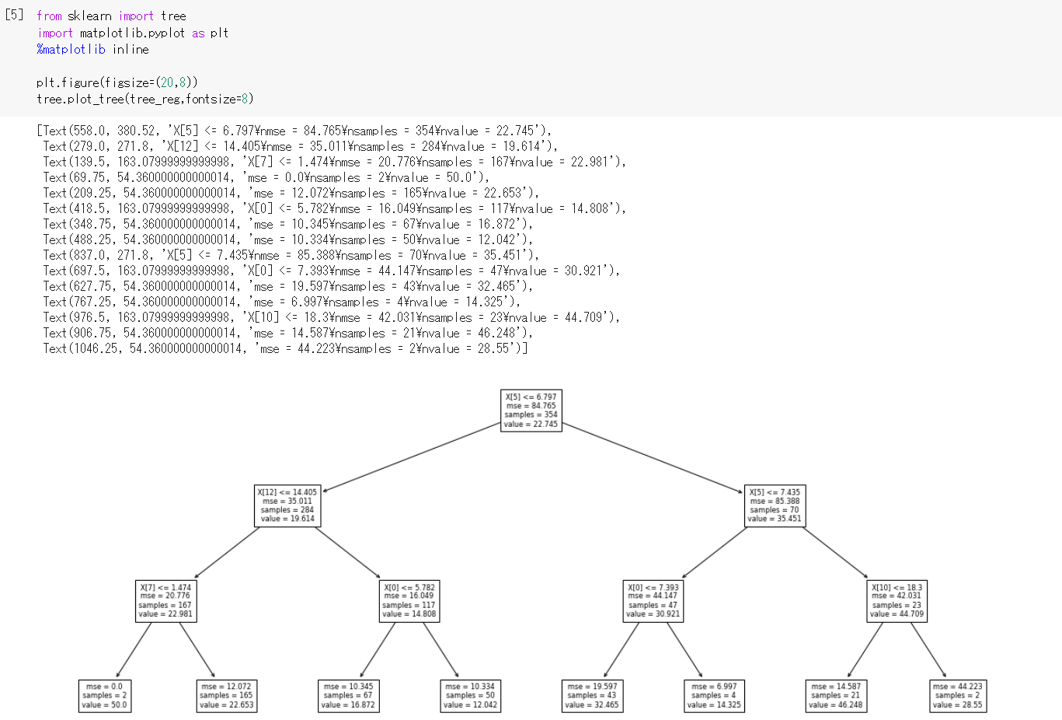 [5] from sklearn import tree
import matplotlib.pyplot as plt
%matplotlib inline
plt.figure(figsize=(20,8))
tree.plot_tree(tree_reg,fontsize=8)
[Text(558.0, 380.52, 'X[5] <= 6.797¥nmse = 84.765¥nsamples = 354¥nvalue = 22.745'),
Text(279.0, 271.8, 'X[12] <= 14.405¥nmse = 35.011¥nsamples = 284¥nvalue = 19.614'),
Text(139.5, 163.07999999999998, 'X[7] <= 1.474¥nmse = 20.776¥nsamples = 167¥nvalue = 22.981'),
Text(69.75, 54.360000000000014, 'mse = 0.0¥nsamples = 2¥nvalue = 50.0'),
Text(209.25, 54.360000000000014, 'mse = 12.072¥nsamples = 165¥nvalue = 22.653'),
Text(418.5, 163.07999999999998, 'X[0] <= 5.782¥nmse = 16.049¥nsamples = 117¥nvalue = 14.808'),
Text(348.75, 54.360000000000014, 'mse = 10.345¥nsamples = 67¥nvalue = 16.872'),
Text(488.25, 54.360000000000014, 'mse = 10.334¥nsamples = 50¥nvalue = 12.042'),
Text(837.0, 271.8, 'X[5] <= 7.435¥nmse = 85.388¥nsamples = 70¥nvalue = 35.451'),
Text(697.5, 163.07999999999998, 'X[0] <= 7.393¥nmse = 44.147¥nsamples = 47¥nvalue = 30.921'),
Text(627.75, 54.360000000000014, 'mse = 19.597¥nsamples = 43¥nvalue = 32.465'),
Text(767.25, 54.360000000000014, 'mse = 6.997¥nsamples = 4¥nvalue = 14.325'),
Text(976.5, 163.07999999999998, 'X[10] <= 18.3¥nmse = 42.031¥nsamples = 23¥nvalue = 44.709'),
Text(906.75, 54.360000000000014, 'mse = 14.587¥nsamples = 21¥nvalue = 46.248'),
Text(1046.25, 54.360000000000014, 'mse = 44.223¥nsamples = 2¥nvalue = 28.55')]
X[5] <= 6.797
mse = 84.765
samples = 354
value = 22.745
X[12] <= 14.405
mse = 35.011
samples = 284
value = 19.614
X[5] <= 7.435
mse = 85.388
samples = 70
value = 35.451
X[7] <= 1.474
mse = 20.776
samples = 167
value = 22.981
X[0] <= 5.782
mse = 16.049
samples = 117
value = 14.808
X[0] <= 7.393
mse = 44.147
samples = 47
value = 30.921
X[10] <= 18.3
mse = 42.031
samples = 23
value = 44.709
mse = 0.0
samples = 2
value = 50.0
mse = 12.072
samples = 165
value = 22.653
mse = 10.345
samples = 67
value = 16.872
mse = 10.334
samples = 50
value = 12.042
mse = 19.597
samples = 43
value = 32.465
mse = 6.997
samples = 4
value = 14.325
mse = 14.587
samples = 21
value = 46.248
mse = 44.223
samples = 2
value = 28.55